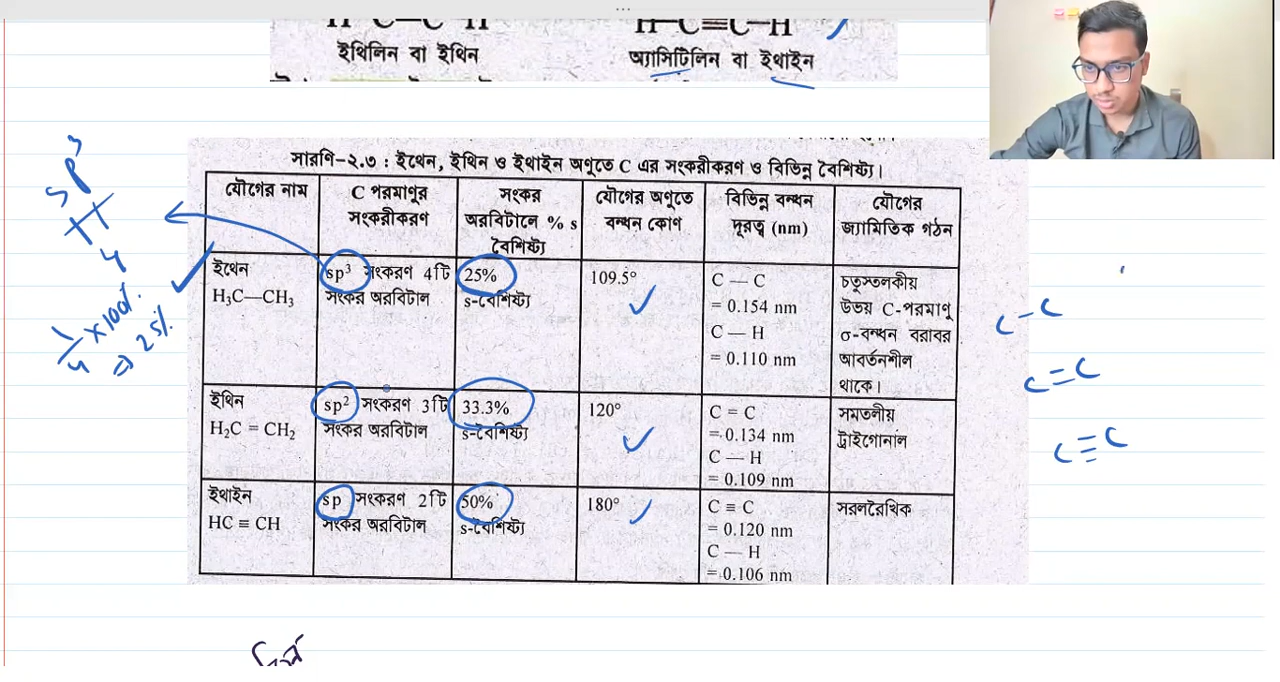 H C=C H
H—C≡C—H
ইথিলিন বা ইথিন
অ্যাসিটিলিন বা ইথাইন
সারণি-২.৩ : ইথেন, ইথিন ও ইথাইন অণুতে C এর সংকরীকরণ ও বিভিন্ন বৈশিষ্ট্য।
যৌগের নাম
C পরমাণুর
সংকরীকরণ
সংকর
অরবিটালে % s
বৈশিষ্ট্য
যৌগের অণুতে
বন্ধন কোণ
বিভিন্ন বন্ধন
দূরত্ব (nm)
যৌগের
জ্যামিতিক গঠন
ইথেন
H₃C—CH₃
sp³ সংকরণ 4টি
সংকর অরবিটাল
25%
s-বৈশিষ্ট্য
109.5°
C — C
= 0.154 nm
C — H
= 0.110 nm
চতুস্তলকীয়
উভয় C-পরমাণু
σ-বন্ধন বরাবর
আবর্তনশীল
থাকে।
ইথিন
H₂C = CH₂
sp² সংকরণ 3টি
সংকর অরবিটাল
33.3%
s-বৈশিষ্ট্য
120°
C = C
= 0.134 nm
C — H
= 0.109 nm
সমতলীয়
ট্রাইগোনাল
ইথাইন
HC ≡ CH
sp সংকরণ 2টি
সংকর অরবিটাল
50%
s-বৈশিষ্ট্য
180°
C ≡ C
= 0.120 nm
C — H
= 0.106 nm
সরলরৈখিক
sp³
4
1/4 × 100%
⇒ 25%
C–C
C=C
C≡C